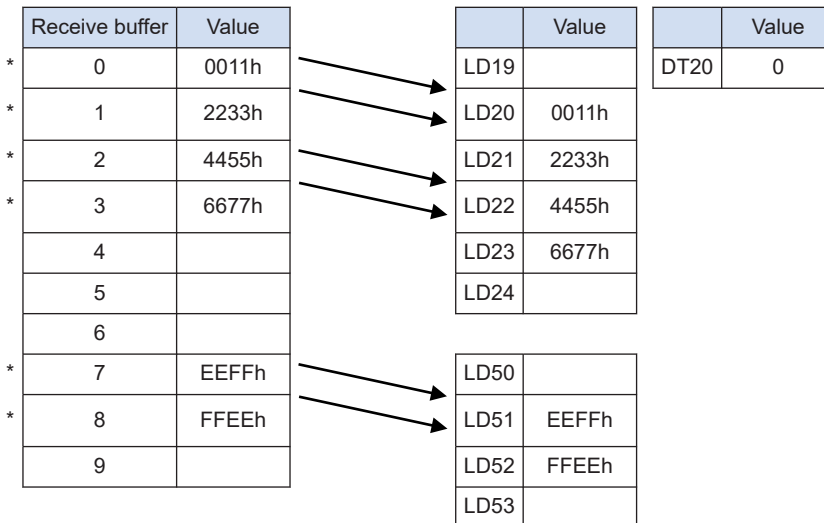 Receive buffer Value Value Value
* 0 0011h LD19 DT20 0
* 1 2233h LD20 0011h
* 2 4455h LD21 2233h
* 3 6677h LD22 4455h
4 LD23 6677h
5 LD24
6
* 7 EEFFh LD50
* 8 FFEEh LD51 EEFFh
9 LD52 FFEEh
LD53